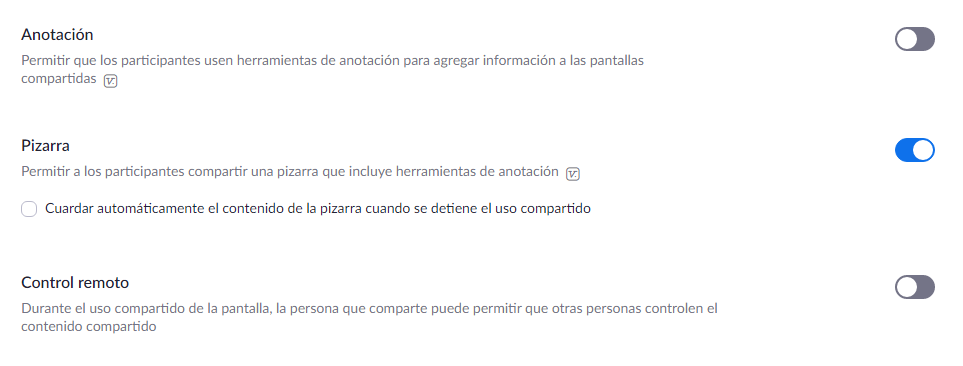 Anotación
Permitir que los participantes usen herramientas de anotación para agregar información a las pantallas
compartidas
Pizarra
Permitir a los participantes compartir una pizarra que incluye herramientas de anotación
Cuardar automáticamente el contenido de la pizarra cuando se detiene el uso compartido
Control remoto
Durante el uso compartido de la pantalla, la persona que comparte puede permitir que otras personas controlen el
contenido compartido